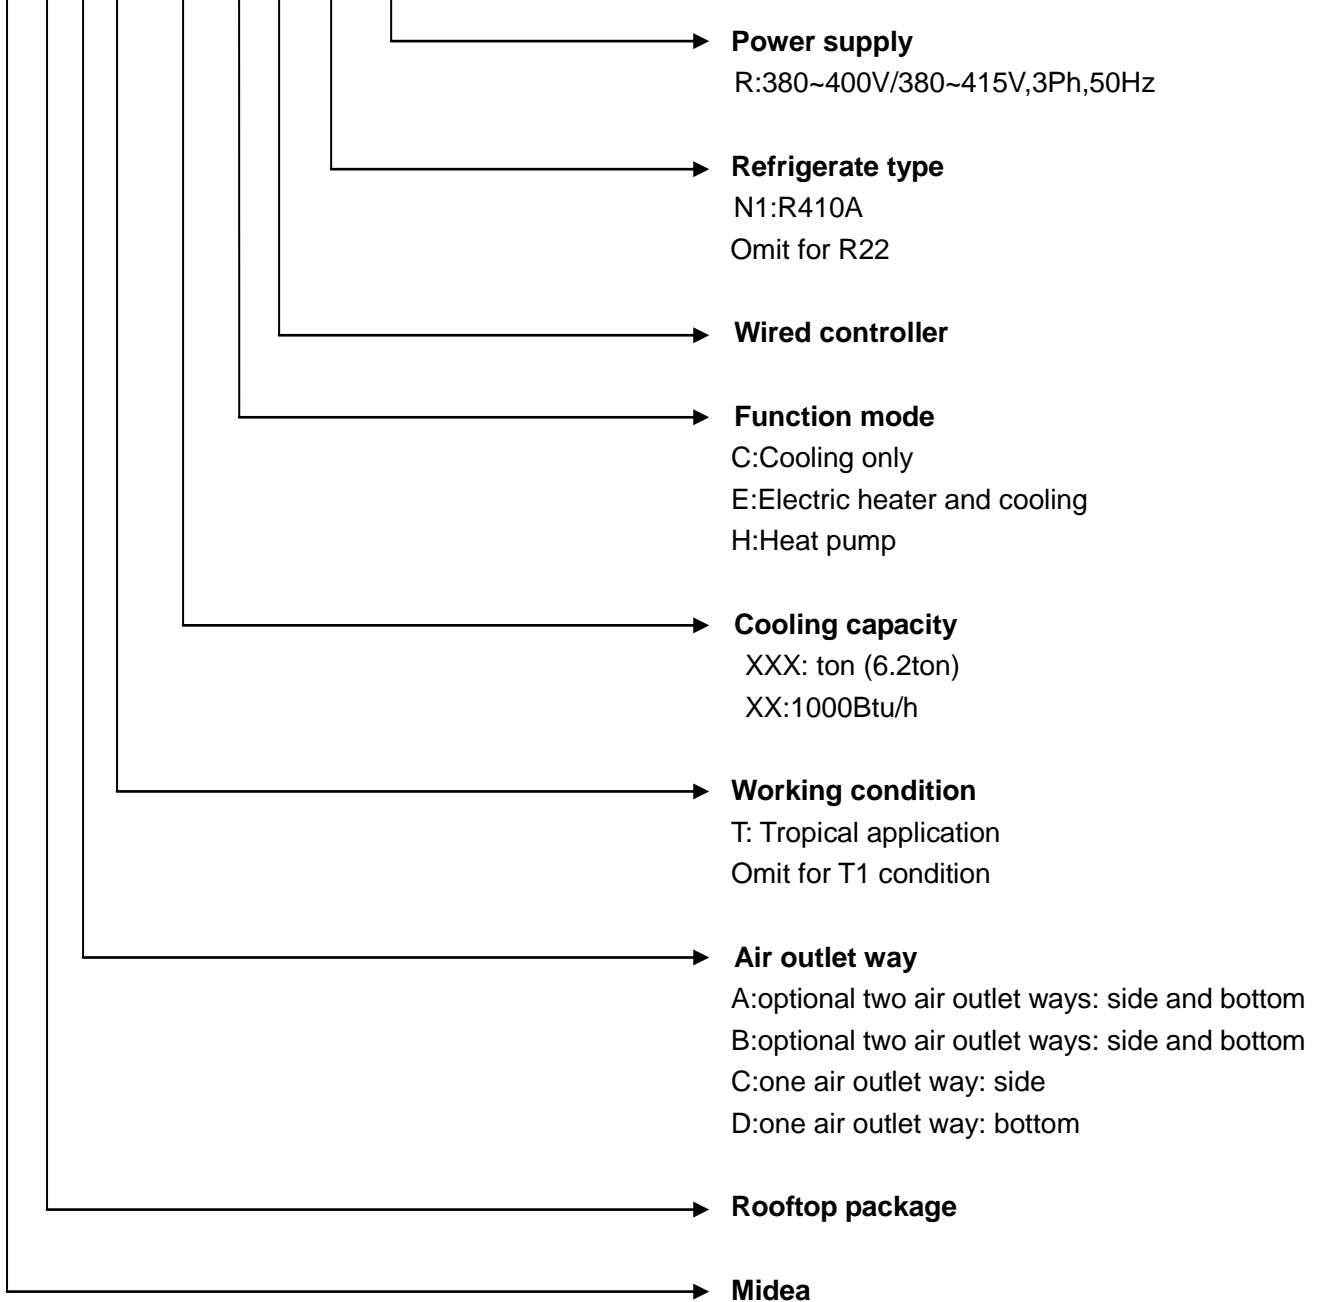 Power supply
R:380~400V/380~415V,3Ph,50Hz
Refrigerate type
N1:R410A
Omit for R22
Wired controller
Function mode
C:Cooling only
E:Electric heater and cooling
H:Heat pump
Cooling capacity
XXX: ton (6.2ton)
XX:1000Btu/h
Working condition
T: Tropical application
Omit for T1 condition
Air outlet way
A:optional two air outlet ways: side and bottom
B:optional two air outlet ways: side and bottom
C:one air outlet way: side
D:one air outlet way: bottom
Rooftop package
Midea